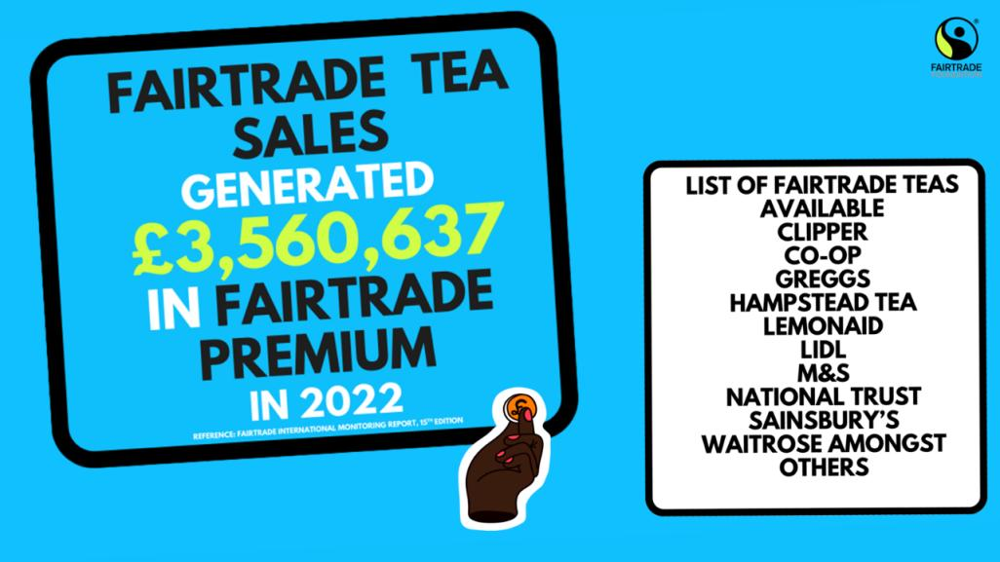 FAIRTRADE TEA
SALES
GENERATED
£3,560,637
IN FAIRTRADE
PREMIUM
IN 2022
REFERENCE: FAIRTRADE INTERNATIONAL MONITORING REPORT, 15TH EDITION
£
®
FAIRTRADE
FOUNDATION
LIST OF FAIRTRADE TEAS
AVAILABLE
CLIPPER
CO-OP
GREGGS
HAMPSTEAD TEA
LEMONAID
LIDL
M&S
NATIONAL TRUST
SAINSBURY'S
WAITROSE AMONGST
OTHERS